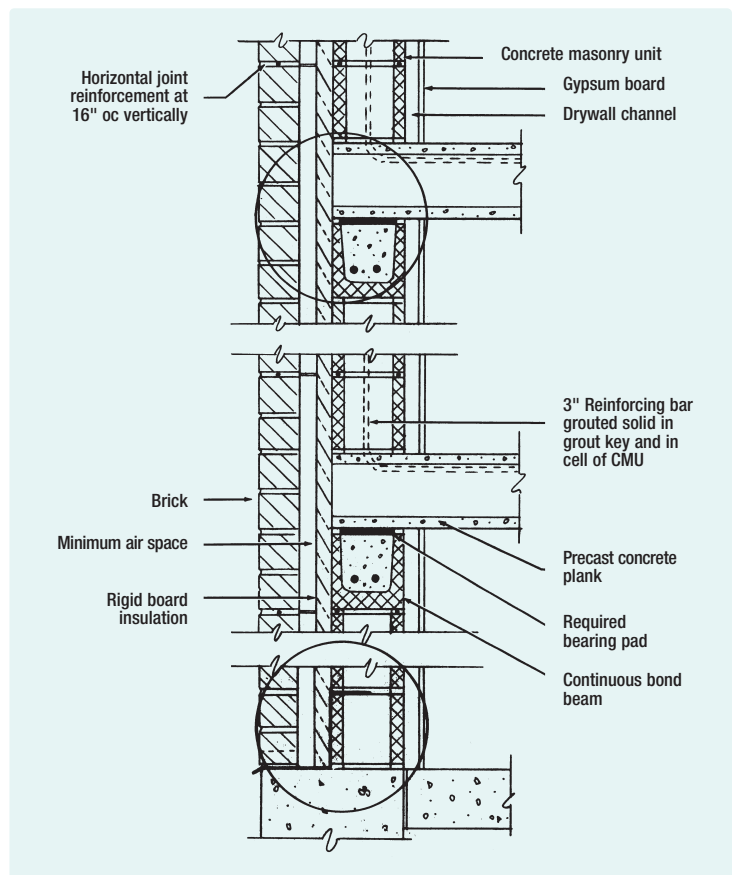 Concrete masonry unit
Horizontal joint
reinforcement at
16" oc vertically
Gypsum board
Drywall channel
3" Reinforcing bar
grouted solid in
grout key and in
cell of CMU
Brick
Minimum air space
Precast concrete
plank
Rigid board
insulation
Required
bearing pad
Continuous bond
beam